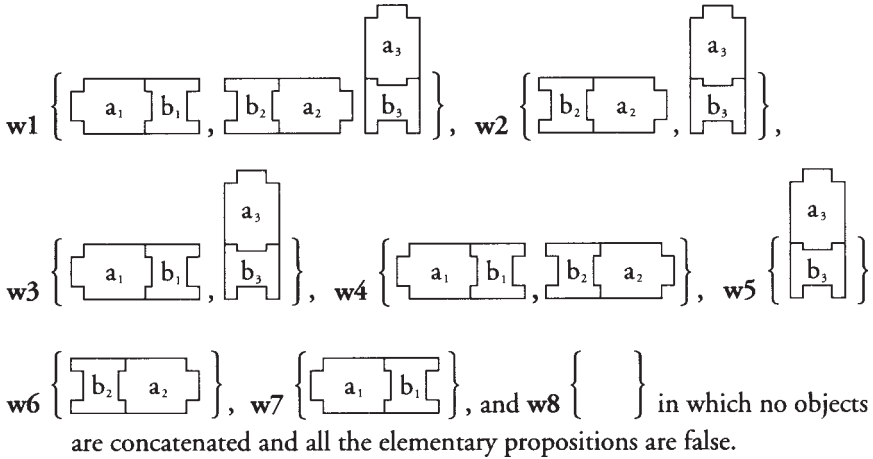 w1 { a₁ b₁ , b₂ a₂ a₃ b₃ } , w2 { b₂ a₂ , a₃ b₃ } ,
w3 { a₁ b₁ , a₃ b₃ } , w4 { a₁ b₁ , b₂ a₂ } , w5 { a₃ b₃ }
w6 { b₂ a₂ } , w7 { a₁ b₁ } , and w8 { } in which no objects
are concatenated and all the elementary propositions are false.